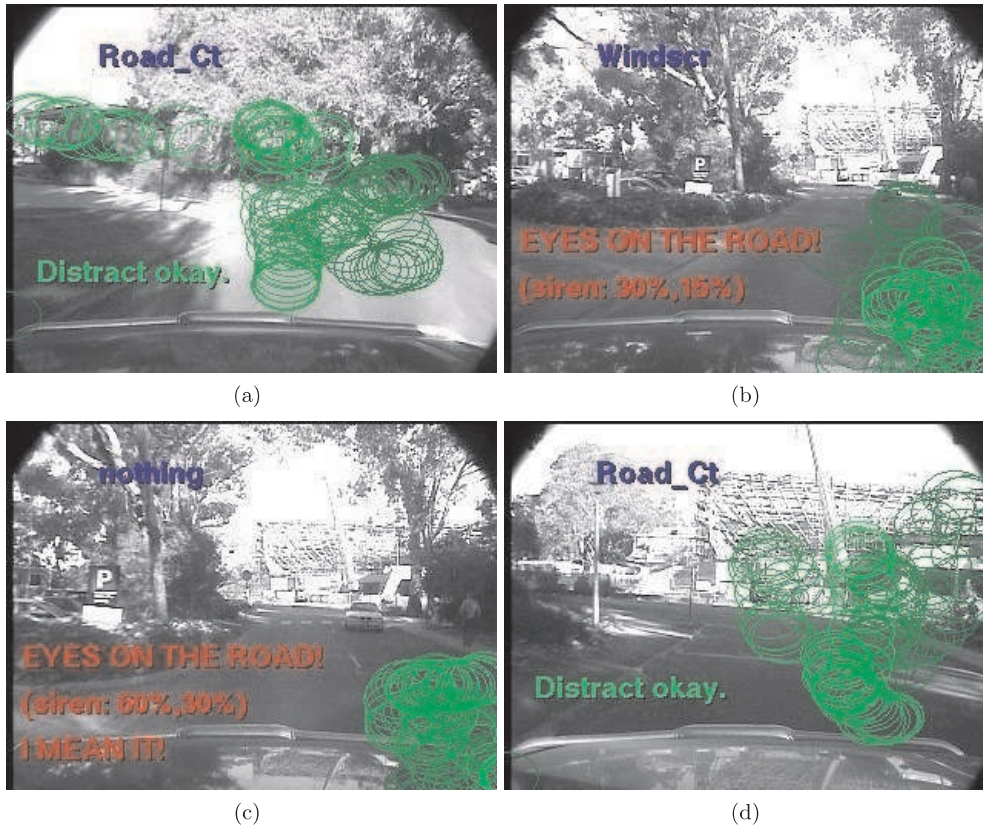 Road_Ct
Distract okay.
(a)
Windscr
P
EYES ON THE ROAD!
(siren: 30%,15%)
(b)
nothing
P
EYES ON THE ROAD!
(siren: 60%,30%)
I MEAN IT!
(c)
Road_Ct
Distract okay.
(d)